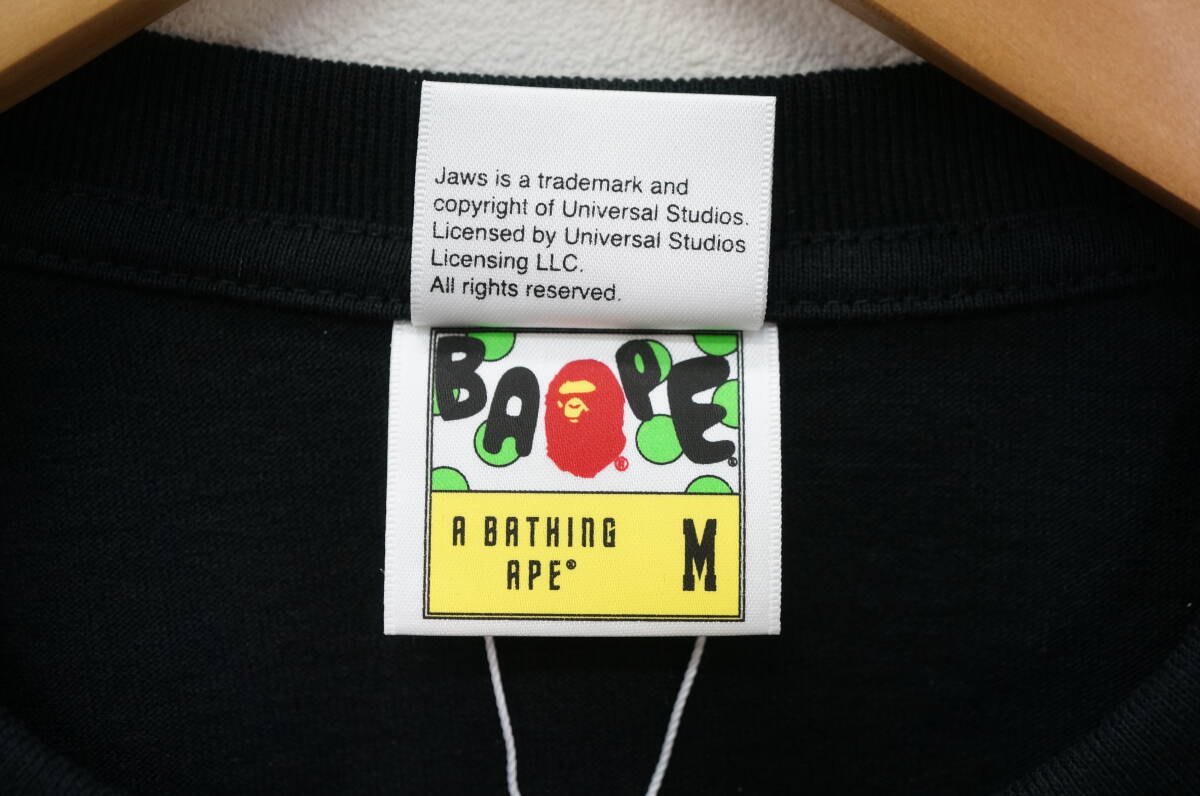 Jaws is a trademark and
copyright of Universal Studios.
Licensed by Universal Studios
Licensing LLC.
All rights reserved.
BAPE®
®
A BATHING
APE®
M